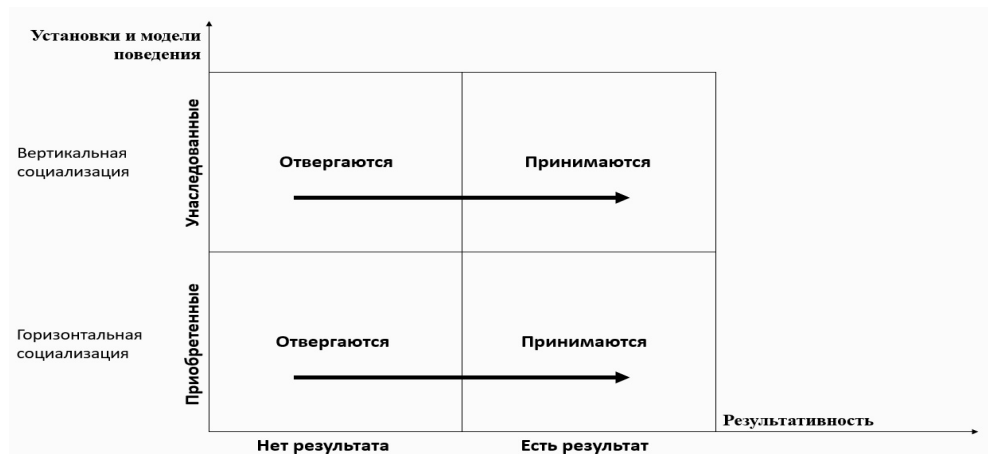 Установки и модели
поведения
Унаследованные
Вертикальная
социализация
Отвергаются
Принимаются
Приобретенные
Горизонтальная
социализация
Отвергаются
Принимаются
Результативность
Нет результата
Есть результат